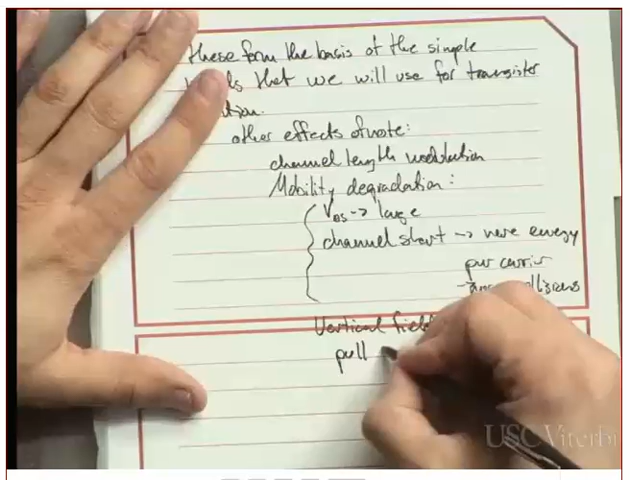 these form the basis of the simple
that we will use for transistor
other effects of note:
channel length modulation
Mobility degradation:
VDS -> large
channel short -> more energy
per carrier
Vertical field
pull
USC Viterbi